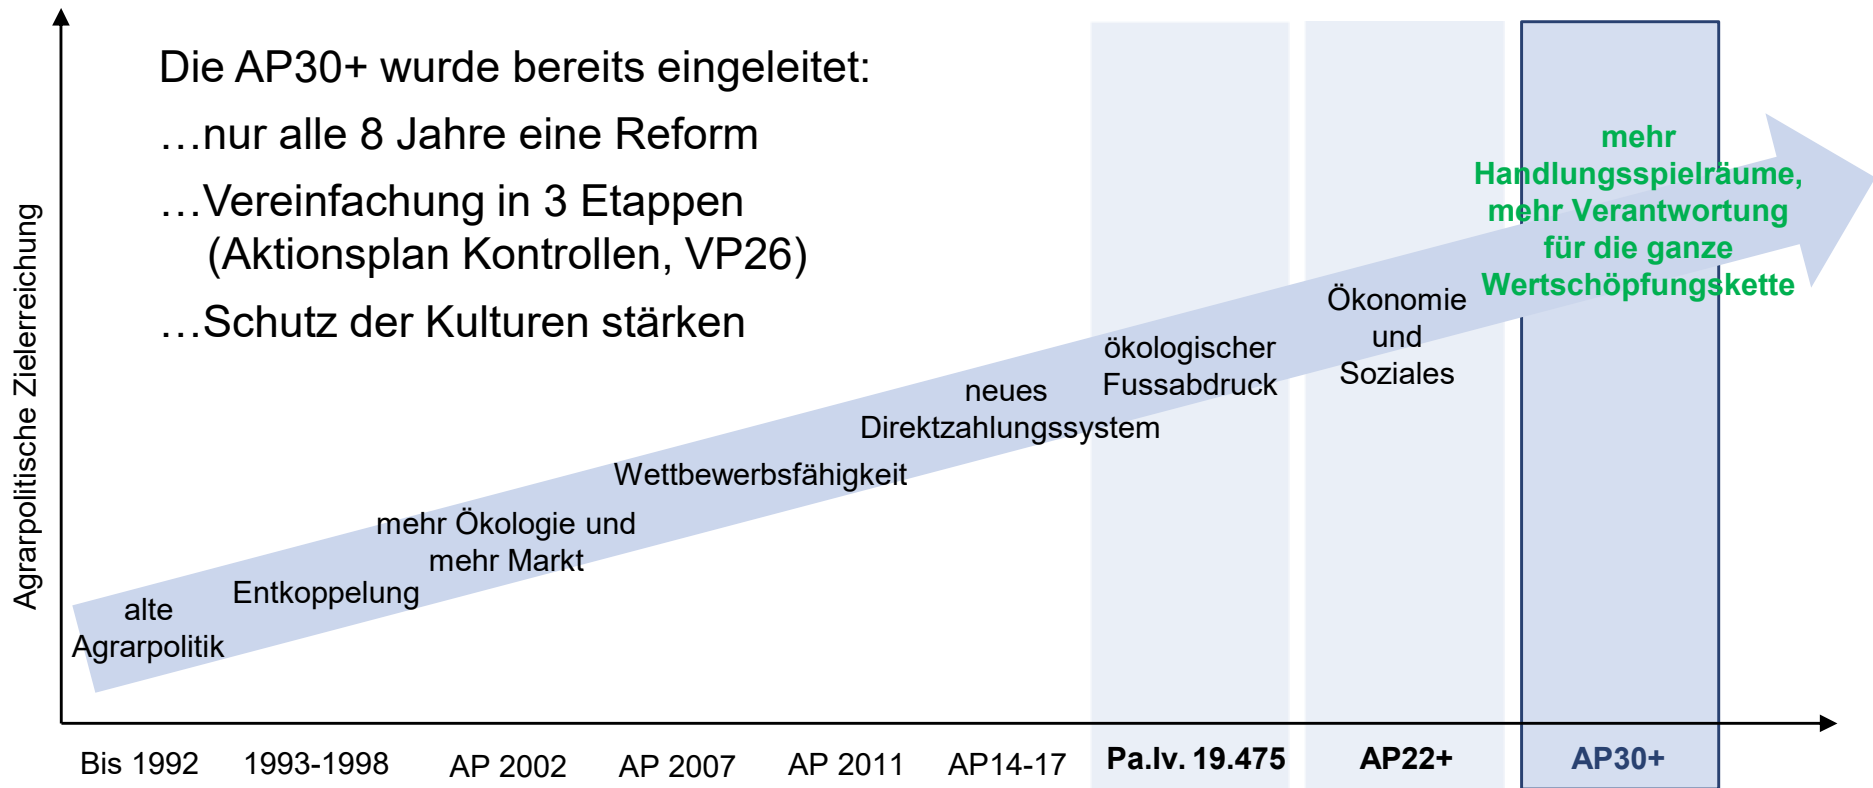 Die AP30+ wurde bereits eingeleitet:
…nur alle 8 Jahre eine Reform
…Vereinfachung in 3 Etappen
(Aktionsplan Kontrollen, VP26)
…Schutz der Kulturen stärken
Agrarpolitische Zielerreichung
alte
Agrarpolitik
Entkoppelung
mehr Ökologie und
mehr Markt
Wettbewerbsfähigkeit
neues
Direktzahlungssystem
ökologischer
Fussabdruck
Ökonomie
und
Soziales
mehr
Handlungsspielräume,
mehr Verantwortung
für die ganze
Wertschöpfungskette
Bis 1992
1993-1998
AP 2002
AP 2007
AP 2011
AP14-17
Pa.Iv. 19.475
AP22+
AP30+